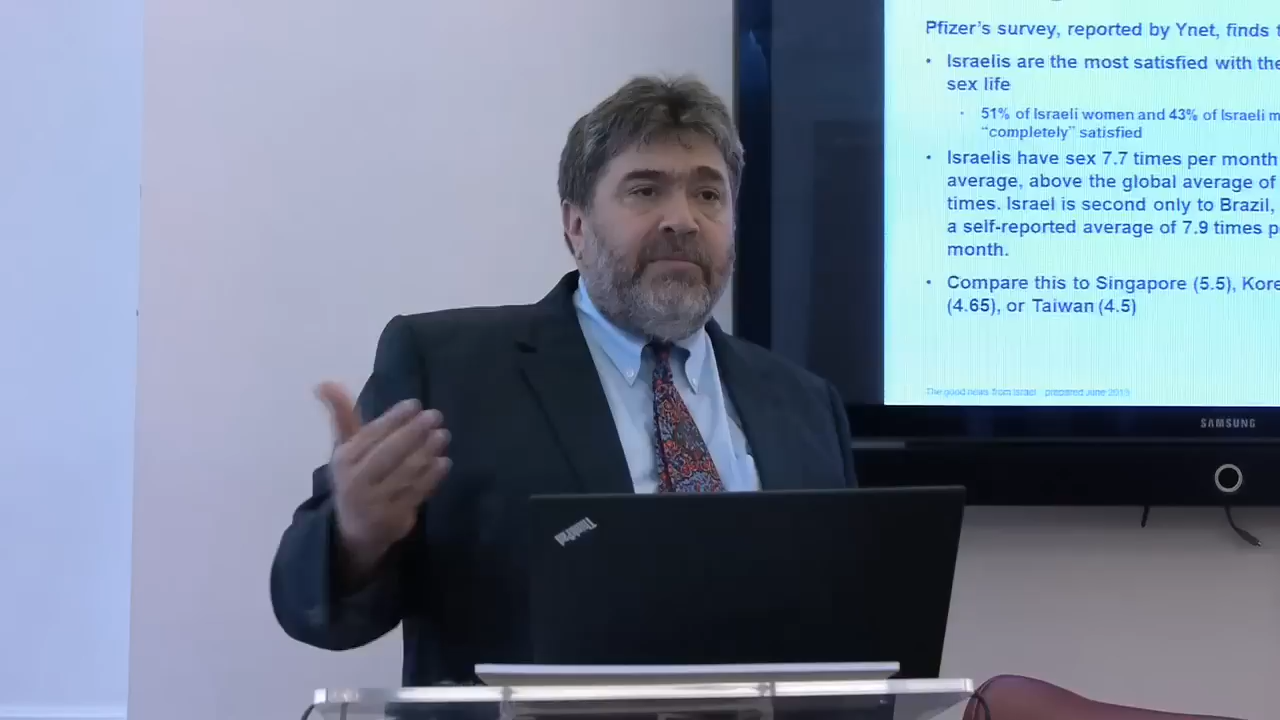 Pfizer's survey, reported by Ynet, finds
• Israelis are the most satisfied with
sex life
• 51% of Israeli women and 43% of Israeli
"completely" satisfied
• Israelis have sex 7.7 times per month
average, above the global average of
times. Israel is second only to Brazil,
a self-reported average of 7.9 times
month.
• Compare this to Singapore (5.5),
(4.65), or Taiwan (4.5)
The good news from Israel prepared June 2015
SAMSUNG
ThinkPad